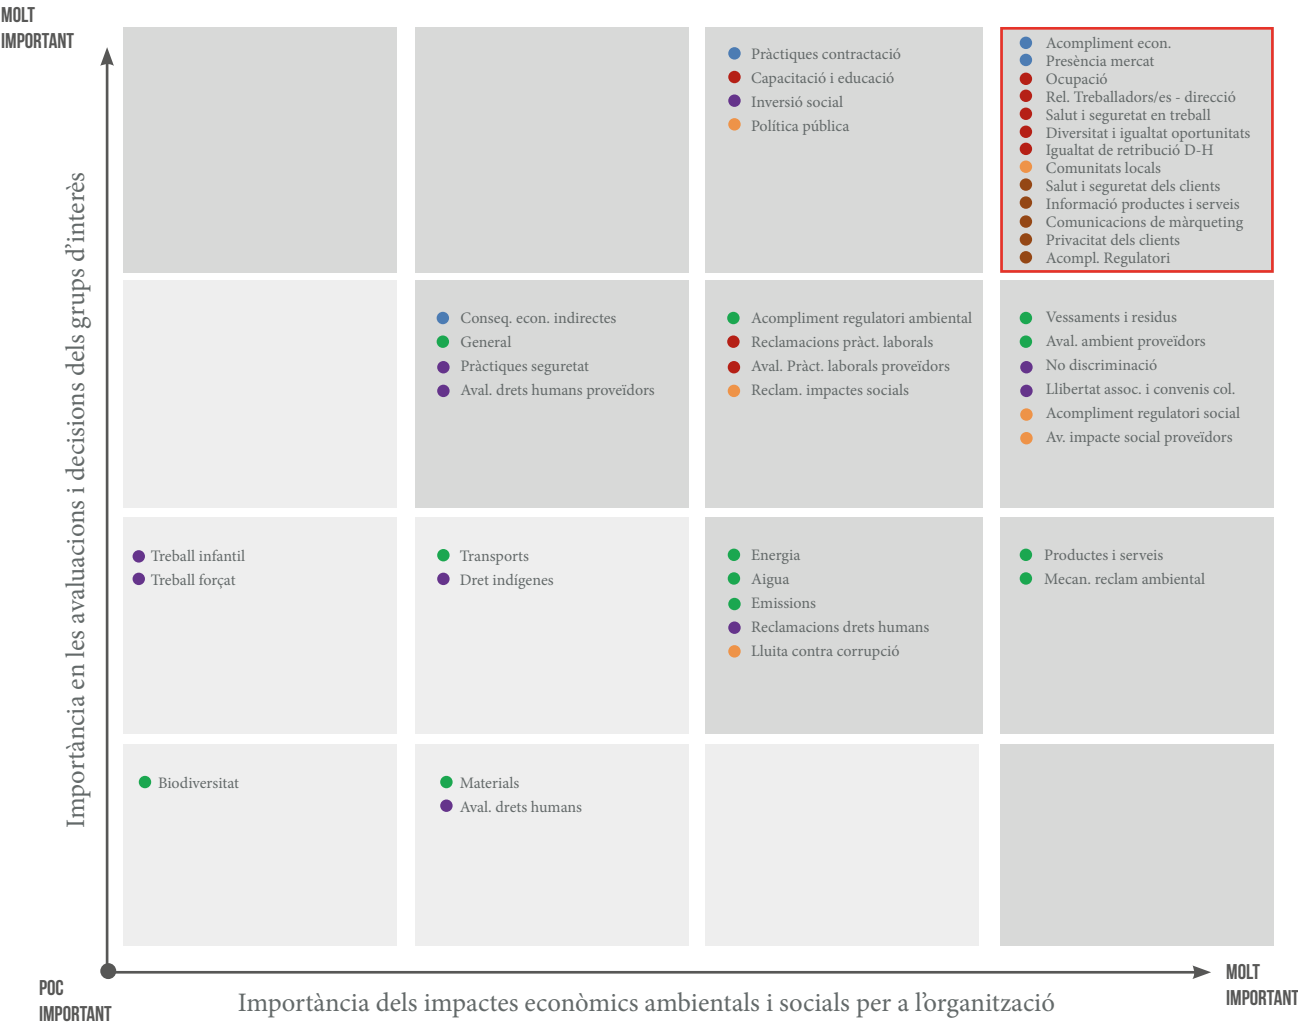 MOLT
IMPORTANT
Importància en les avaluacions i decisions dels grups d'interès
Pràctiques contractació
Capacitació i educació
Inversió social
Política pública
Acompliment econ.
Presència mercat
Ocupació
Rel. Treballadors/es - direcció
Salut i seguretat en treball
Diversitat i igualtat oportunitats
Igualtat de retribució D-H
Comunitats locals
Salut i seguretat dels clients
Informació productes i serveis
Comunicacions de màrqueting
Privacitat dels clients
Acompl. Regulatori
Conseq. econ. indirectes
General
Pràctiques seguretat
Aval. drets humans proveïdors
Acompliment regulatori ambiental
Reclamacions pràct. laborals
Aval. Pràct. laborals proveïdors
Reclam. impactes socials
Vessaments i residus
Aval. ambient proveïdors
No discriminació
Llibertat assoc. i convenis col.
Acompliment regulatori social
Av. impacte social proveïdors
Treball infantil
Treball forçat
Transports
Dret indígenes
Energia
Aigua
Emissions
Reclamacions drets humans
Lluita contra corrupció
Productes i serveis
Mecan. reclam ambiental
Biodiversitat
Materials
Aval. drets humans
POC
IMPORTANT
Importància dels impactes econòmics ambientals i socials per a l'organització
MOLT
IMPORTANT